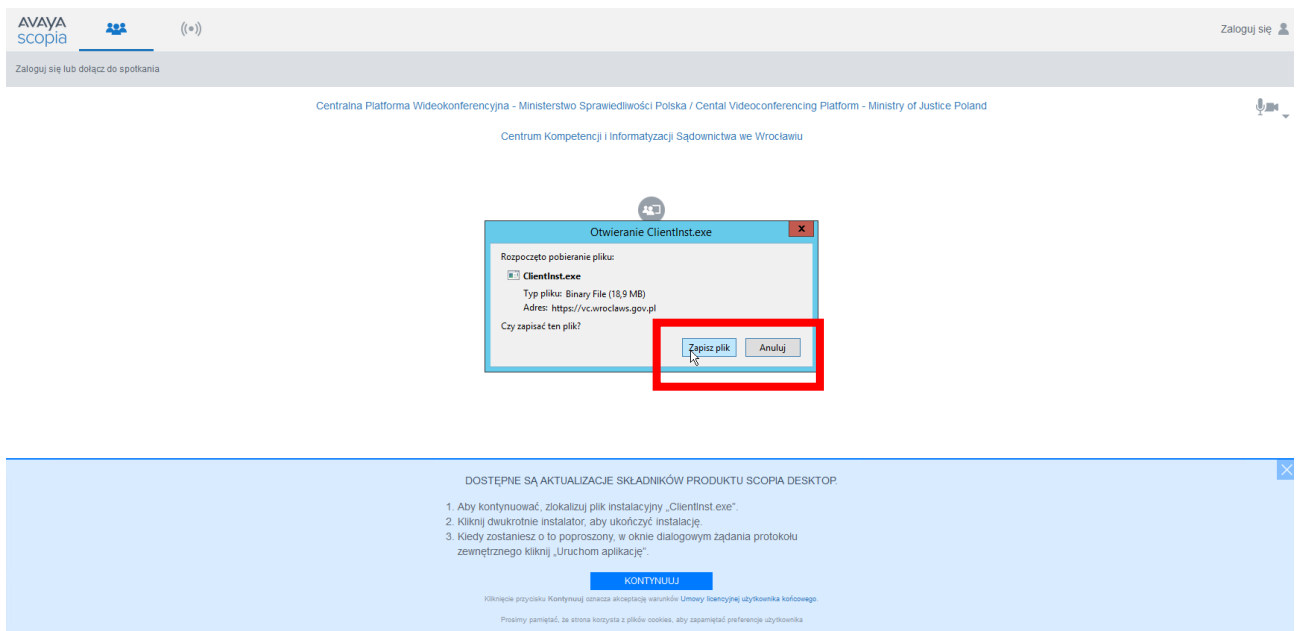 AVAYA
scopia
Zaloguj się
Zaloguj się lub dołącz do spotkania
Centralna Platforma Wideokonferencyjna - Ministerstwo Sprawiedliwości Polska / Cental Videoconferencing Platform - Ministry of Justice Poland
Centrum Kompetencji i Informatyzacji Sądownictwa we Wrocławiu
Otwieranie ClientInst.exe
x
Rozpoczęto pobieranie pliku:
ClientInst.exe
Typ pliku: Binary File (18,9 MB)
Adres: https://vc.wroclaws.gov.pl
Czy zapisać ten plik?
Zapisz plik
Anuluj
DOSTĘPNE SĄ AKTUALIZACJE SKŁADNIKÓW PRODUKTU SCOPIA DESKTOP.
1. Aby kontynuować, zlokalizuj plik instalacyjny „ClientInst.exe”.
2. Kliknij dwukrotnie instalator, aby ukończyć instalację.
3. Kiedy zostaniesz o to poproszony, w oknie dialogowym żądania protokołu
zewnętrznego kliknij „Uruchom aplikację”.
KONTYNUUJ
Kliknięcie przycisku Kontynuuj oznacza akceptację warunków Umowy licencyjnej użytkownika końcowego.
Prosimy pamiętać, że strona korzysta z plików cookies, aby zapamiętać preferencje użytkownika